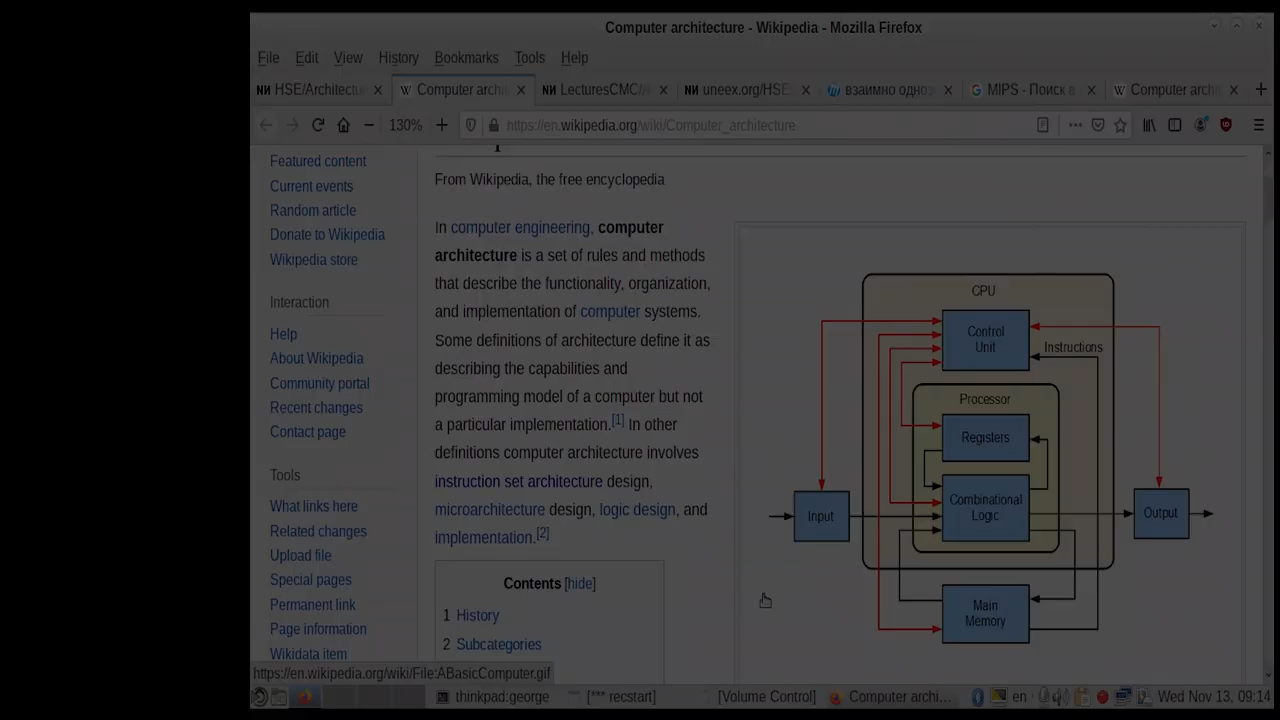 Computer architecture - Wikipedia - Mozilla Firefox
File Edit View History Bookmarks Tools Help
HSE/Architectu
Computer archi
LecturesCMC/
uneex.org/HSE
взаимно одно
MIPS - Поиск в
Computer archi
130%
https://en.wikipedia.org/wiki/Computer_architecture
Featured content
Current events
Random article
Donate to Wikipedia
Wikipedia store
Interaction
Help
About Wikipedia
Community portal
Recent changes
Contact page
Tools
What links here
Related changes
Upload file
Special pages
Permanent link
Page information
Wikidata item
From Wikipedia, the free encyclopedia
In computer engineering, computer
architecture is a set of rules and methods
that describe the functionality, organization,
and implementation of computer systems.
Some definitions of architecture define it as
describing the capabilities and
programming model of a computer but not
a particular implementation.[1] In other
definitions computer architecture involves
instruction set architecture design,
microarchitecture design, logic design, and
implementation.[2]
Contents [hide]
1 History
2 Subcategories
CPU
Control
Unit
Instructions
Processor
Registers
Combinational
Logic
Input
Output
Main
Memory
https://en.wikipedia.org/wiki/File:ABasicComputer.gif
thinkpad:george
[*** recstart]
[Volume Control]
Computer archi...
en
Wed Nov 13, 09:14